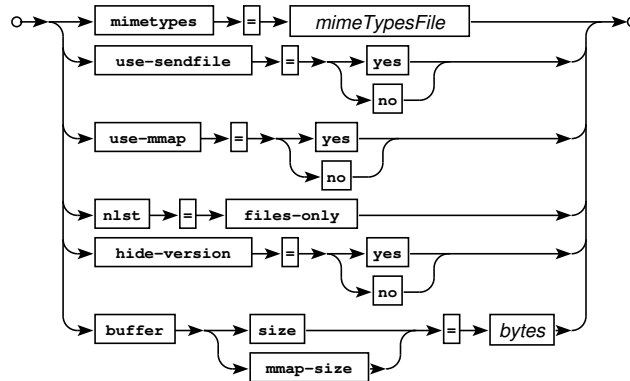 mimetypes = mimeTypesFile
use-sendfile = yes
no
use-mmap = yes
no
nlst = files-only
hide-version = yes
no
buffer size = bytes
mmap-size